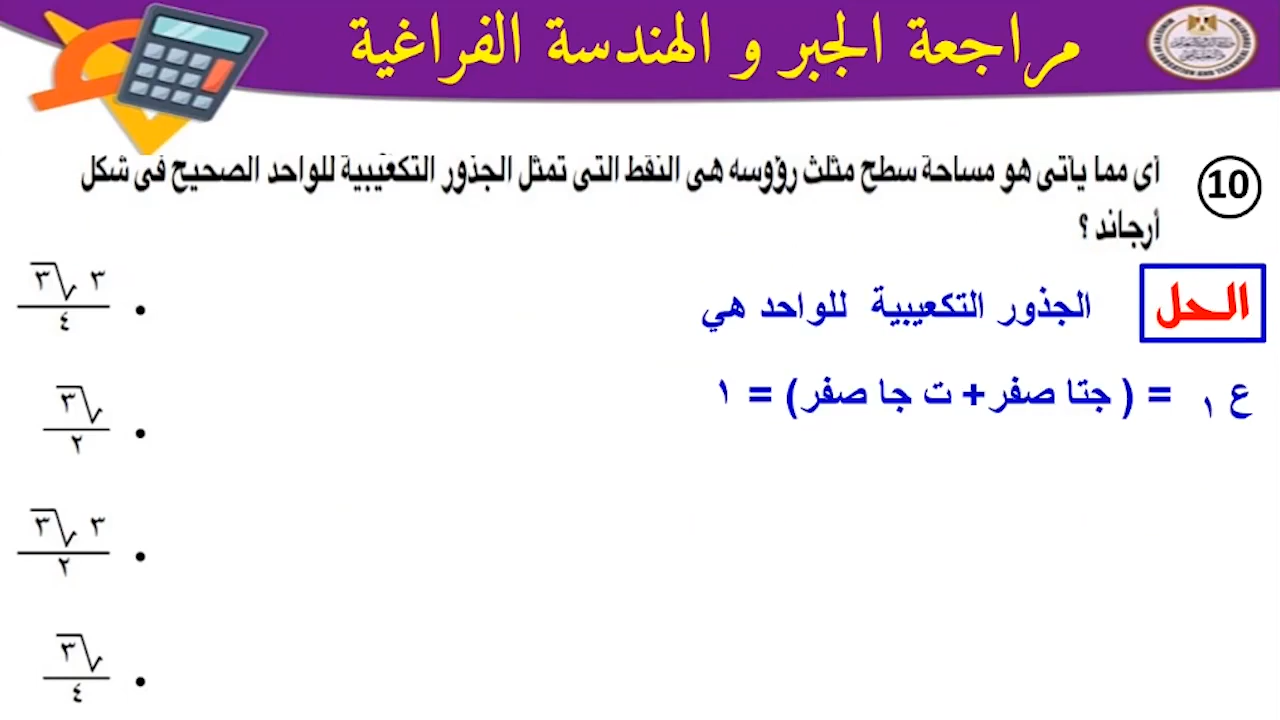 مراجعة الجبر و الهندسة الفراغية
10 أى مما يأتى هو مساحة سطح مثلث رؤوسه هى النقط التى تمثل الجذور التكعيبية للواحد الصحيح فى شكل
أرجاند ؟
الحل
الجذور التكعيبية للواحد هي
ع ١ = ( جتا صفر + ت جا صفر) = ١
٣ √٣ / ٤
√٣ / ٢
٣ √٣ / ٢
√٣ / ٤